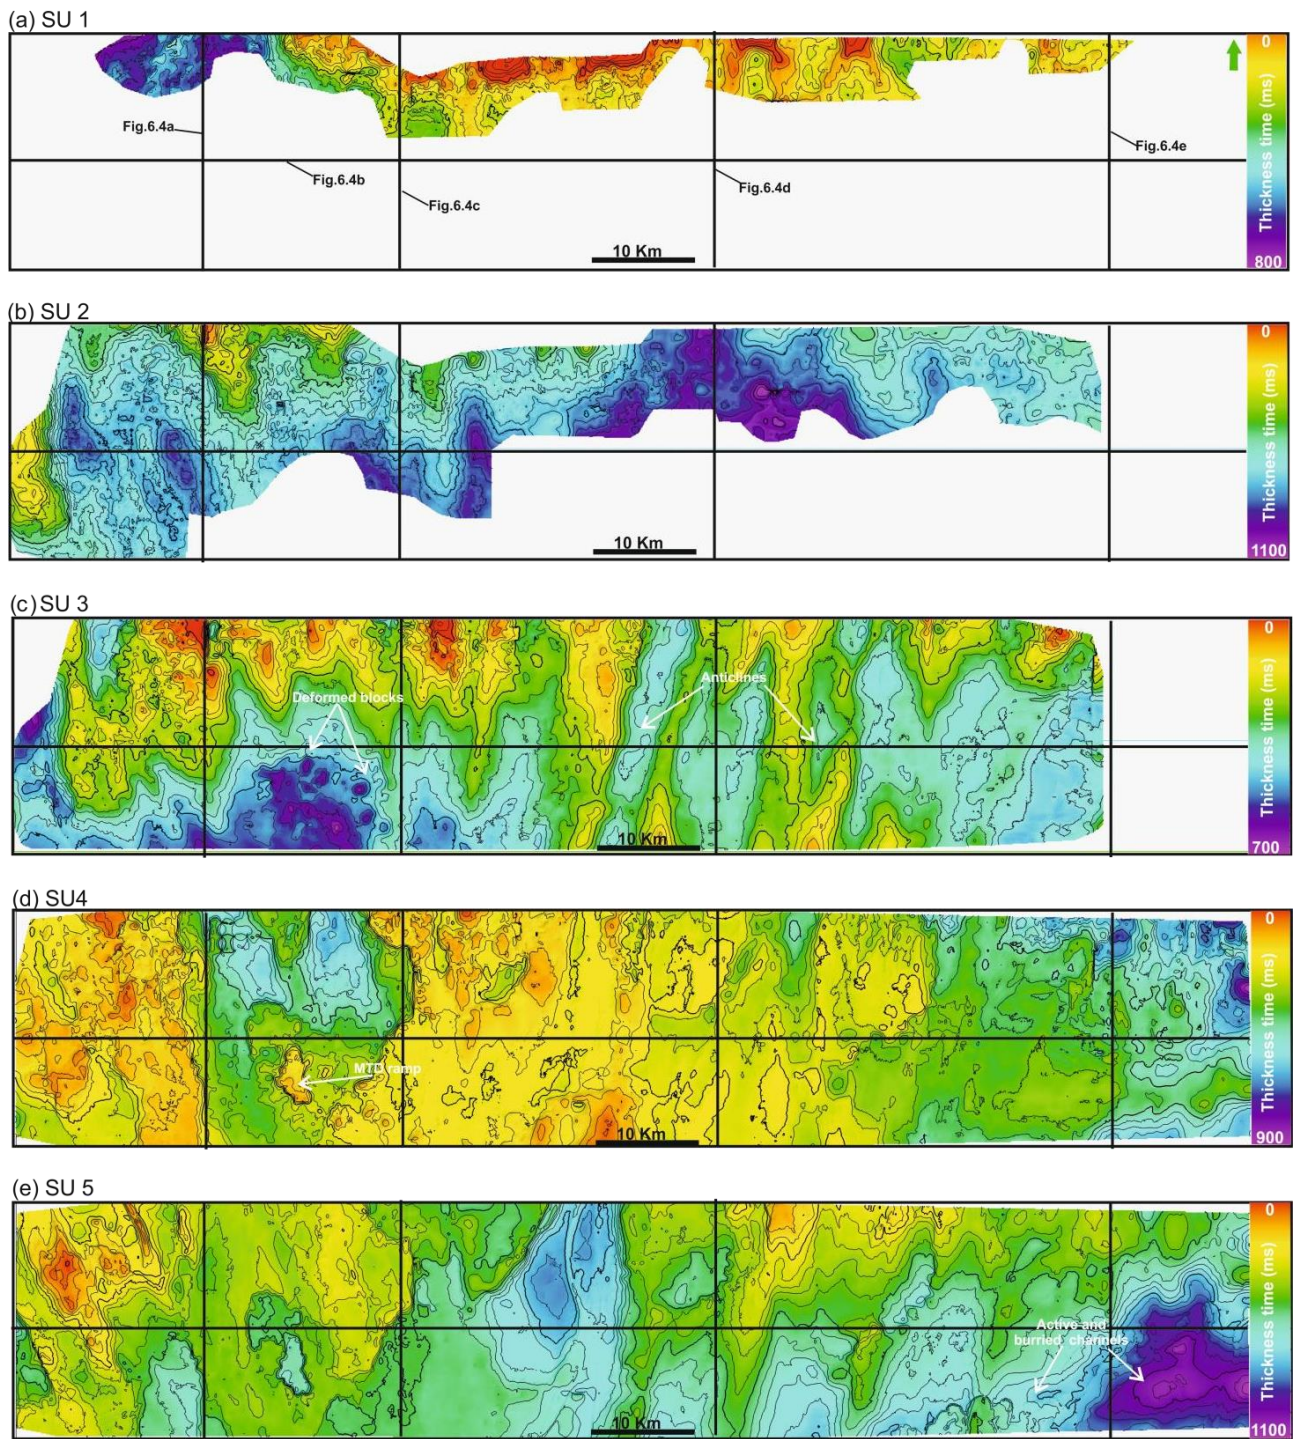 (a) SU 1
0
Thickness time (ms)
800
Fig.6.4a
Fig.6.4b
Fig.6.4c
Fig.6.4d
Fig.6.4e
10 Km
(b) SU 2
0
Thickness time (ms)
1100
10 Km
(c) SU 3
0
Thickness time (ms)
700
Deformed blocks
Anticlines
10 Km
(d) SU4
0
Thickness time (ms)
900
MTD ramp
10 Km
(e) SU 5
0
Thickness time (ms)
1100
Active and
burried channels
10 Km